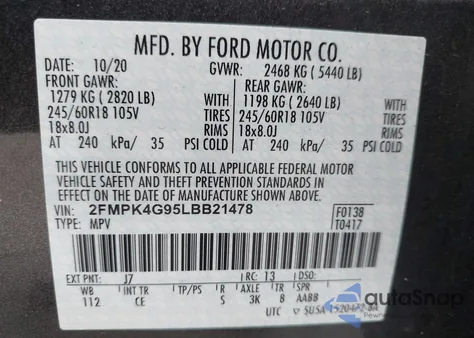 MFD. BY FORD MOTOR CO.
DATE: 10/20 GVWR: 2468 KG ( 5440 LB)
FRONT GAWR: REAR GAWR:
1279 KG ( 2820 LB) WITH 1198 KG ( 2640 LB) WITH
245/60R18 105V TIRES 245/60R18 105V TIRES
18x8.0J RIMS 18x8.0J RIMS
AT 240 kPa/ 35 PSI COLD AT 240 kPa/ 35 PSI COLD
THIS VEHICLE CONFORMS TO ALL APPLICABLE FEDERAL MOTOR
VEHICLE SAFETY AND THEFT PREVENTION STANDARDS IN
EFFECT ON THE DATE OF MANUFACTURE SHOWN ABOVE.
VIN: 2FMPK4G95LBB21478 F0138
TYPE: MPV T0417
EXT PNT: J7 RC: 13 DSO:
WB INT TR TP/PS R AXLE TR SPR
112 CE S 3K 8 AABB
UTC SUSA
autoSnap